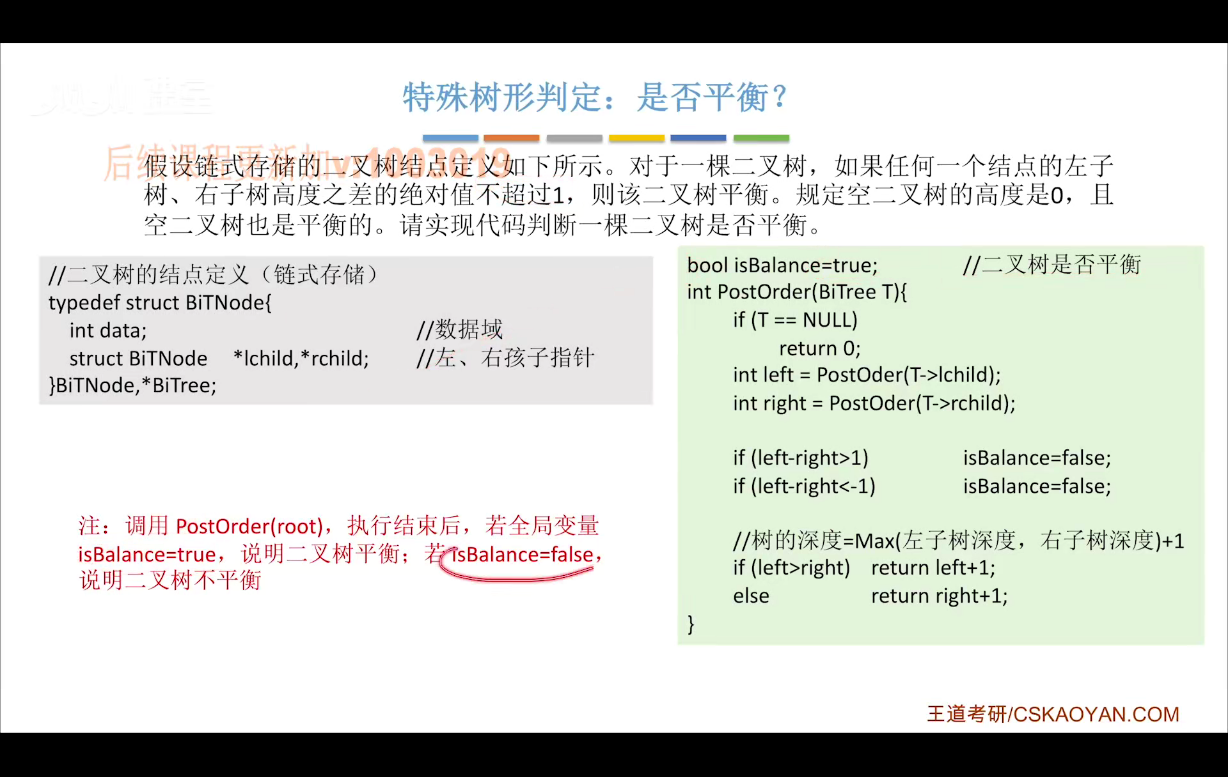 特殊树形判定：是否平衡？
假设链式存储的二叉树结点定义如下所示。对于一棵二叉树，如果任何一个结点的左子
树、右子树高度之差的绝对值不超过1，则该二叉树平衡。规定空二叉树的高度是0，且
空二叉树也是平衡的。请实现代码判断一棵二叉树是否平衡。
后续课程更新加
//二叉树的结点定义（链式存储）
typedef struct BiTNode{
int data; //数据域
struct BiTNode *lchild,*rchild; //左、右孩子指针
}BiTNode,*BiTree;
注：调用 PostOrder(root)，执行结束后，若全局变量
isBalance=true，说明二叉树平衡；若 isBalance=false，
说明二叉树不平衡
bool isBalance=true; //二叉树是否平衡
int PostOrder(BiTree T){
if (T == NULL)
return 0;
int left = PostOder(T->lchild);
int right = PostOder(T->rchild);
if (left-right>1) isBalance=false;
if (left-right<-1) isBalance=false;
//树的深度=Max(左子树深度，右子树深度)+1
if (left>right) return left+1;
else return right+1;
}
王道考研/CSKAOYAN.COM